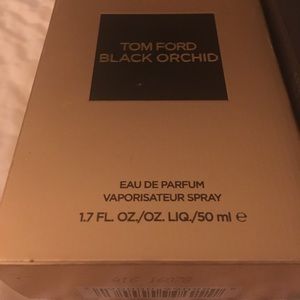 TOM FORD
BLACK ORCHID
EAU DE PARFUM
VAPORISATEUR SPRAY
1.7 FL. OZ./OZ. LIQ./50 ml ℮